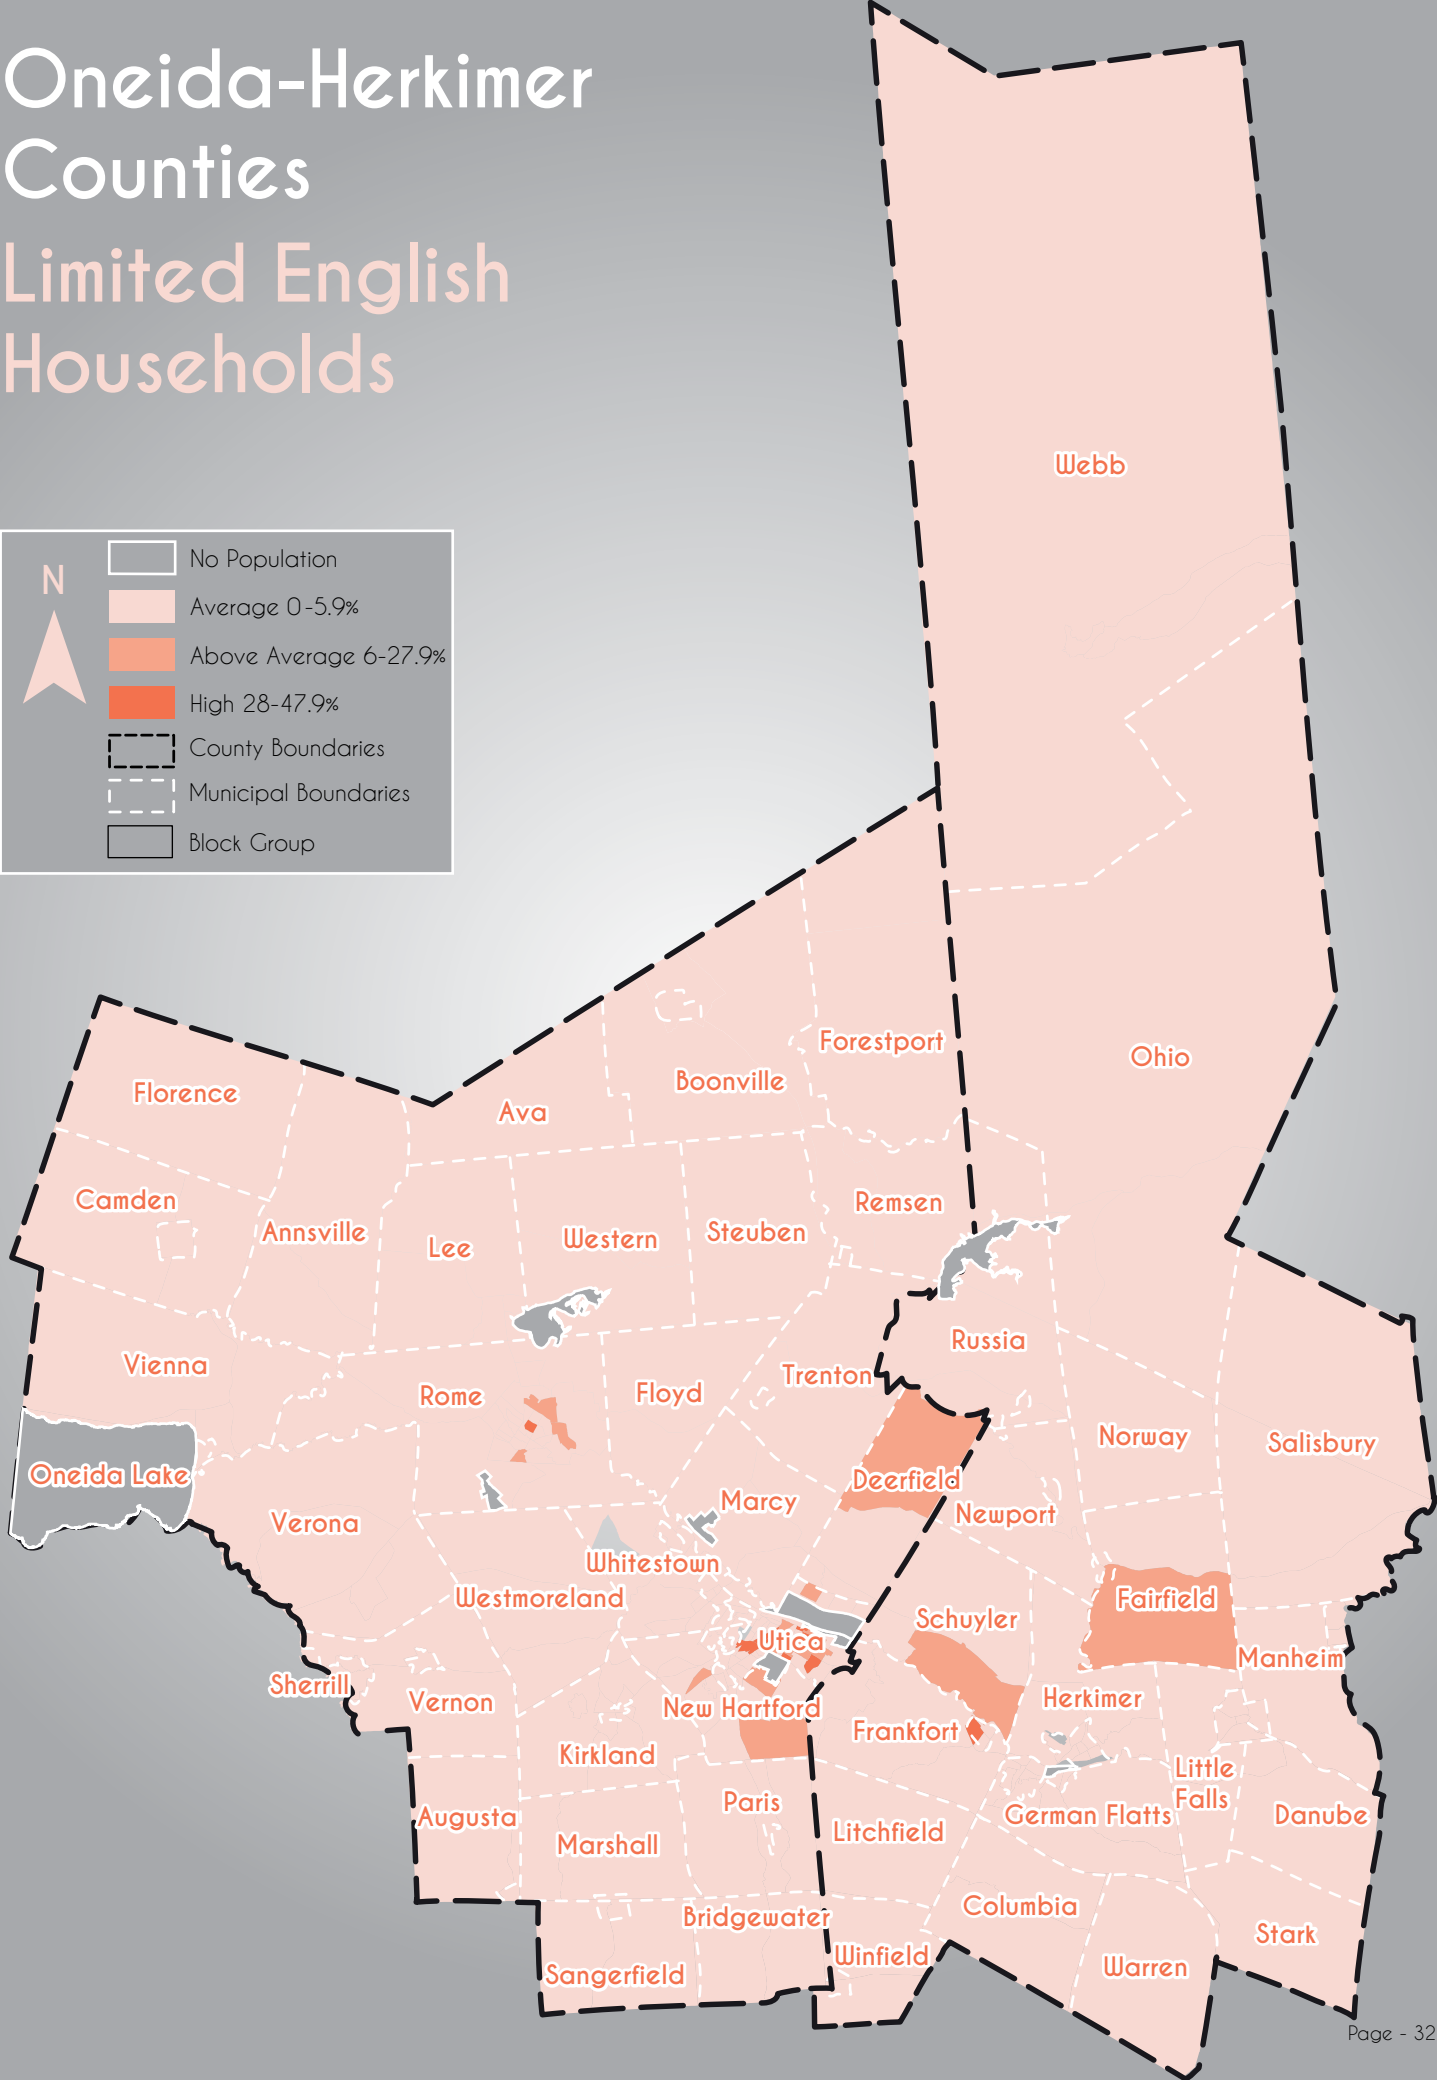 Oneida-Herkimer
Counties
Limited English
Households
N
No Population
Average 0-5.9%
Above Average 6-27.9%
High 28-47.9%
County Boundaries
Municipal Boundaries
Block Group
Webb
Forestport
Ohio
Boonville
Florence
Ava
Camden
Remsen
Annsville
Steuben
Western
Lee
Russia
Vienna
Trenton
Floyd
Rome
Norway
Salisbury
Oneida Lake
Deerfield
Marcy
Newport
Verona
Whitestown
Westmoreland
Fairfield
Schuyler
Utica
Manheim
Sherrill
Herkimer
Vernon
New Hartford
Frankfort
Kirkland
Little
Falls
Paris
Augusta
German Flatts
Danube
Litchfield
Marshall
Columbia
Bridgewater
Stark
Winfield
Warren
Sangerfield
Page - 32